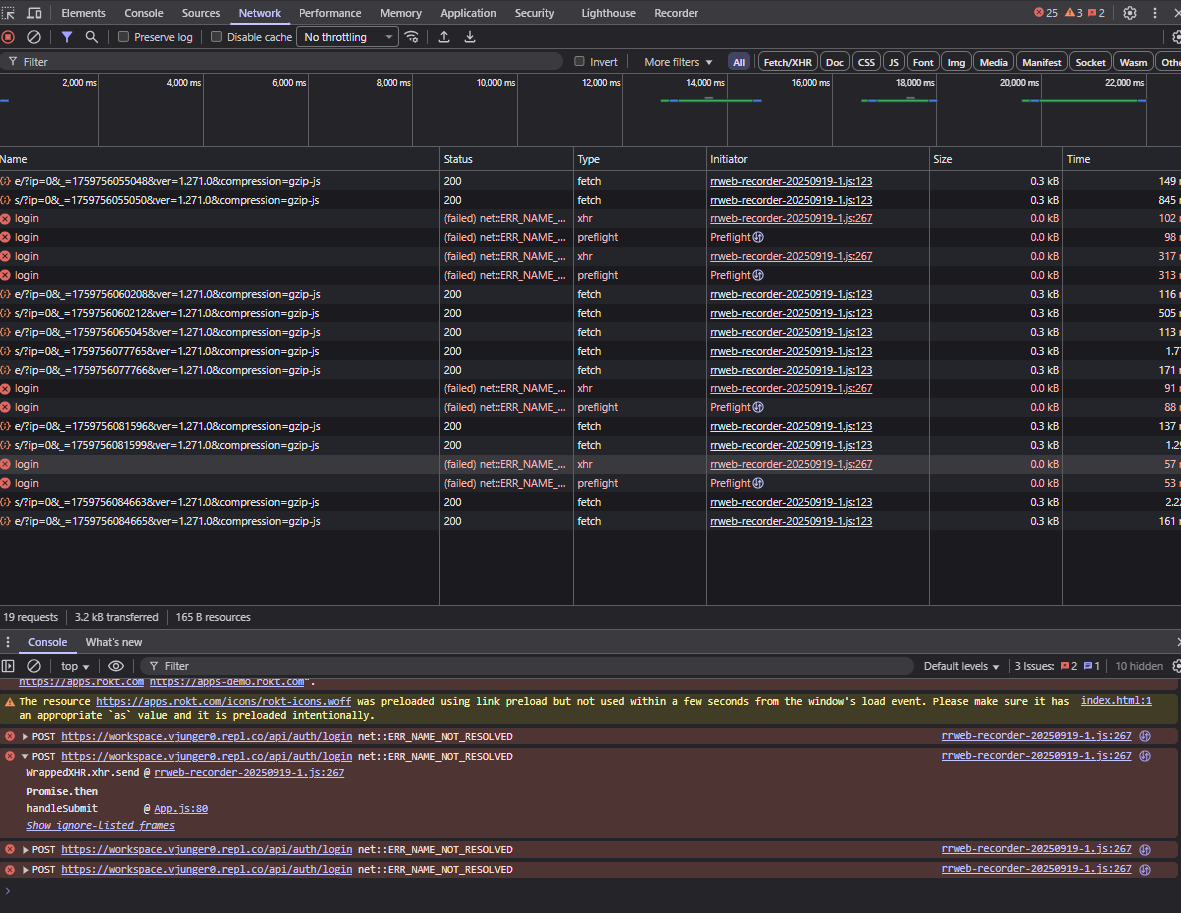 Elements Console Sources Network Performance Memory Application Security Lighthouse Recorder 25 3 2
Preserve log Disable cache No throttling
Filter Invert More filters All Fetch/XHR Doc CSS JS Font Img Media Manifest Socket Wasm
2,000 ms 4,000 ms 6,000 ms 8,000 ms 10,000 ms 12,000 ms 14,000 ms 16,000 ms 18,000 ms 20,000 ms 22,000 ms
Name Status Type Initiator Size Time
e/?ip=0&_=1759756055048&ver=1.271.0&compression=gzip-js 200 fetch rrweb-recorder-20250919-1.js:123 0.3 kB 149
s/?ip=0&_=1759756055050&ver=1.271.0&compression=gzip-js 200 fetch rrweb-recorder-20250919-1.js:123 0.3 kB 845
login (failed) net::ERR_NAME_... xhr rrweb-recorder-20250919-1.js:267 0.0 kB 102
login (failed) net::ERR_NAME_... preflight Preflight 0.0 kB 98
login (failed) net::ERR_NAME_... xhr rrweb-recorder-20250919-1.js:267 0.0 kB 317
login (failed) net::ERR_NAME_... preflight Preflight 0.0 kB 313
e/?ip=0&_=1759756060208&ver=1.271.0&compression=gzip-js 200 fetch rrweb-recorder-20250919-1.js:123 0.3 kB 116
s/?ip=0&_=1759756060212&ver=1.271.0&compression=gzip-js 200 fetch rrweb-recorder-20250919-1.js:123 0.3 kB 505
e/?ip=0&_=1759756065045&ver=1.271.0&compression=gzip-js 200 fetch rrweb-recorder-20250919-1.js:123 0.3 kB 113
s/?ip=0&_=1759756077765&ver=1.271.0&compression=gzip-js 200 fetch rrweb-recorder-20250919-1.js:123 0.3 kB
e/?ip=0&_=1759756077766&ver=1.271.0&compression=gzip-js 200 fetch rrweb-recorder-20250919-1.js:123 0.3 kB 171
login (failed) net::ERR_NAME_... xhr rrweb-recorder-20250919-1.js:267 0.0 kB 91
login (failed) net::ERR_NAME_... preflight Preflight 0.0 kB 88
e/?ip=0&_=1759756081596&ver=1.271.0&compression=gzip-js 200 fetch rrweb-recorder-20250919-1.js:123 0.3 kB 137
s/?ip=0&_=1759756081599&ver=1.271.0&compression=gzip-js 200 fetch rrweb-recorder-20250919-1.js:123 0.3 kB
login (failed) net::ERR_NAME_... xhr rrweb-recorder-20250919-1.js:267 0.0 kB 57
login (failed) net::ERR_NAME_... preflight Preflight 0.0 kB 53
s/?ip=0&_=1759756084663&ver=1.271.0&compression=gzip-js 200 fetch rrweb-recorder-20250919-1.js:123 0.3 kB
e/?ip=0&_=1759756084665&ver=1.271.0&compression=gzip-js 200 fetch rrweb-recorder-20250919-1.js:123 0.3 kB 161
19 requests 3.2 kB transferred 165 B resources
Console What's new
top Filter Default levels 3 Issues: 2 1 10 hidden
https://apps.rokt.com https://apps-demo.rokt.com".
The resource https://apps.rokt.com/icons/rokt-icons.woff was preloaded using link preload but not used within a few seconds from the window's load event. Please make sure it has index.html:1
an appropriate `as` value and it is preloaded intentionally.
POST https://workspace.vjunger0.repl.co/api/auth/login net::ERR_NAME_NOT_RESOLVED rrweb-recorder-20250919-1.js:267
POST https://workspace.vjunger0.repl.co/api/auth/login net::ERR_NAME_NOT_RESOLVED rrweb-recorder-20250919-1.js:267
WrappedXHR.xhr.send @ rrweb-recorder-20250919-1.js:267
Promise.then
handleSubmit @ App.js:80
Show ignore-listed frames
POST https://workspace.vjunger0.repl.co/api/auth/login net::ERR_NAME_NOT_RESOLVED rrweb-recorder-20250919-1.js:267
POST https://workspace.vjunger0.repl.co/api/auth/login net::ERR_NAME_NOT_RESOLVED rrweb-recorder-20250919-1.js:267